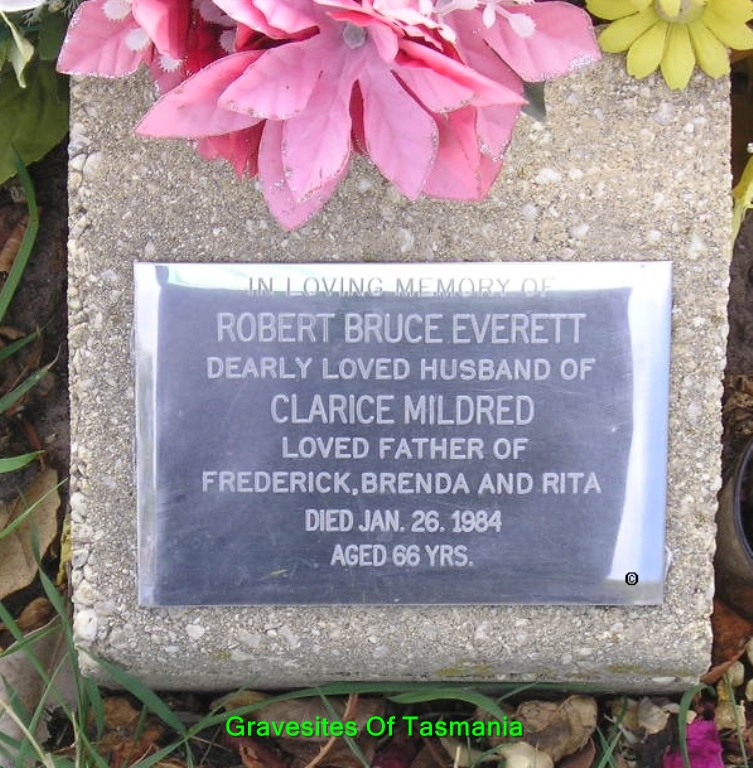 IN LOVING MEMORY OF
ROBERT BRUCE EVERETT
DEARLY LOVED HUSBAND OF
CLARICE MILDRED
LOVED FATHER OF
FREDERICK, BRENDA AND RITA
DIED JAN. 26. 1984
AGED 66 YRS.
©
Gravesites Of Tasmania